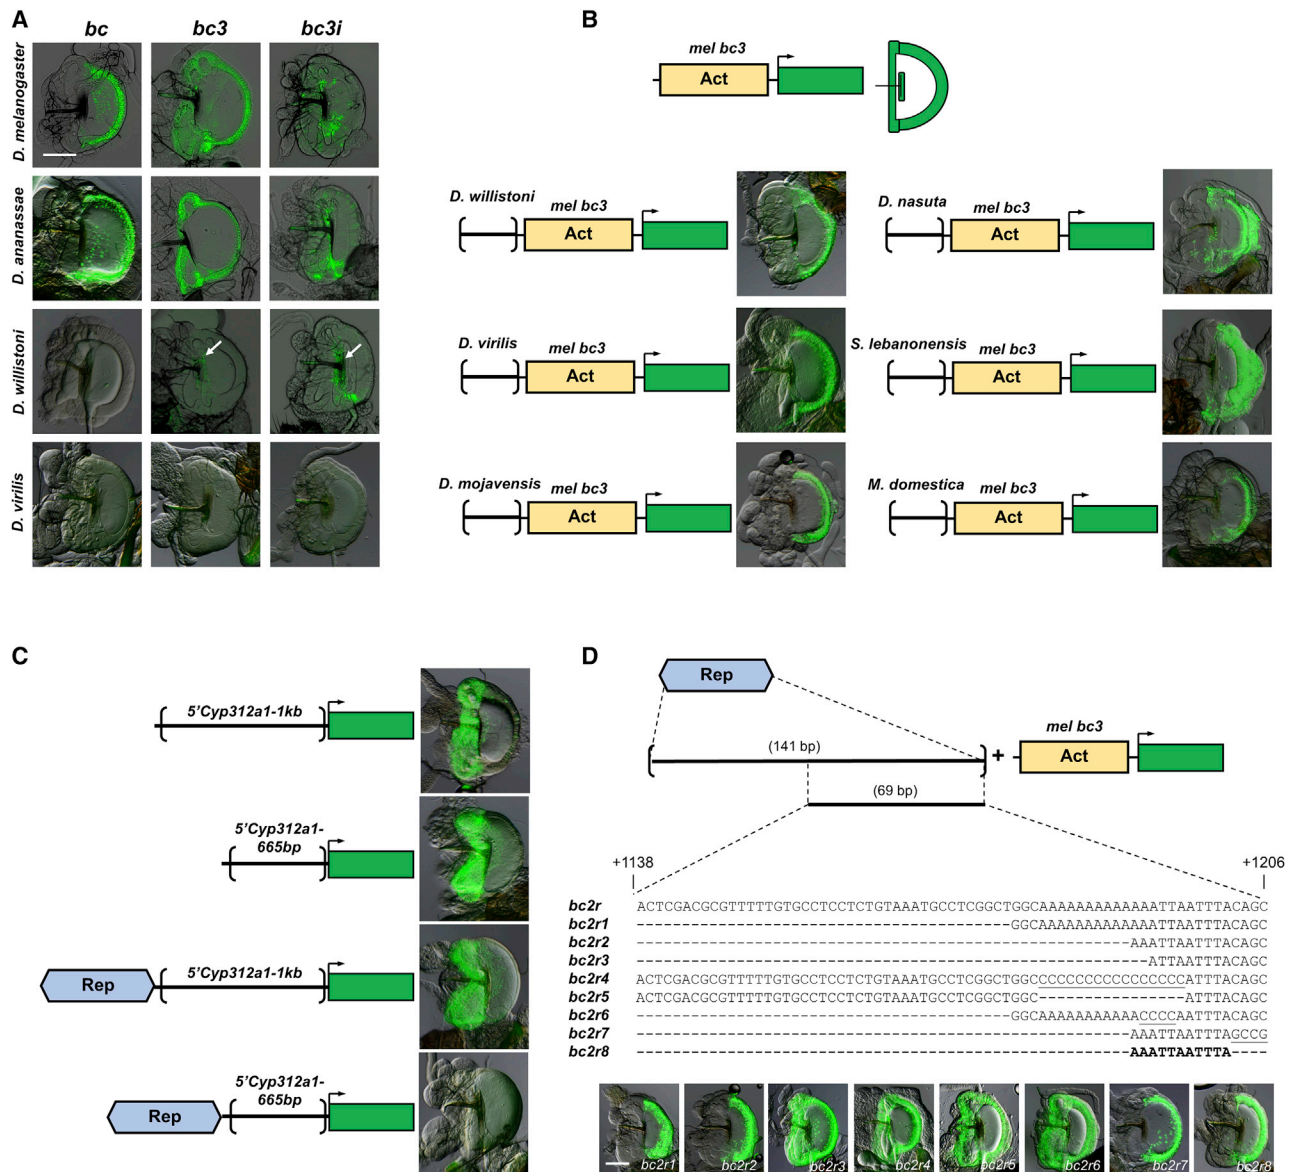 A
bc bc3 bc3i
D. melanogaster
D. ananassae
D. willistoni
D. virilis
B
mel bc3
Act
D. willistoni
mel bc3
Act
D. nasuta
mel bc3
Act
D. virilis
mel bc3
Act
S. lebanonensis
mel bc3
Act
D. mojavensis
mel bc3
Act
M. domestica
mel bc3
Act
C
5'Cyp312a1-1kb
5'Cyp312a1-
665bp
Rep
5'Cyp312a1-1kb
Rep
5'Cyp312a1-
665bp
D
Rep
(141 bp)
+
mel bc3
Act
(69 bp)
+1138 +1206
bc2r ACTCGACGCGTTTTTGTGCCTCCTCTGTAAATGCCTCGGCTGGCAAAAAAAAAAAAATTAATTTACAGC
bc2r1 -----------------------------------------GGCAAAAAAAAAAAAATTAATTTACAGC
bc2r2 ------------------------------------------------------AAATTAATTTACAGC
bc2r3 --------------------------------------------------------ATTAATTTACAGC
bc2r4 ACTCGACGCGTTTTTGTGCCTCCTCTGTAAATGCCTCGGCTGGCCCCCCCCCCCCCCCCCATTTACAGC
bc2r5 ACTCGACGCGTTTTTGTGCCTCCTCTGTAAATGCCTCGGCTGGC----------------ATTTACAGC
bc2r6 -----------------------------------------GGCAAAAAAAAAAACCCCAATTTACAGC
bc2r7 ------------------------------------------------------AAATTAATTTAGCCG
bc2r8 ------------------------------------------------------AAATTAATTTA----
bc2r1 bc2r2 bc2r3 bc2r4 bc2r5 bc2r6 bc2r7 bc2r8